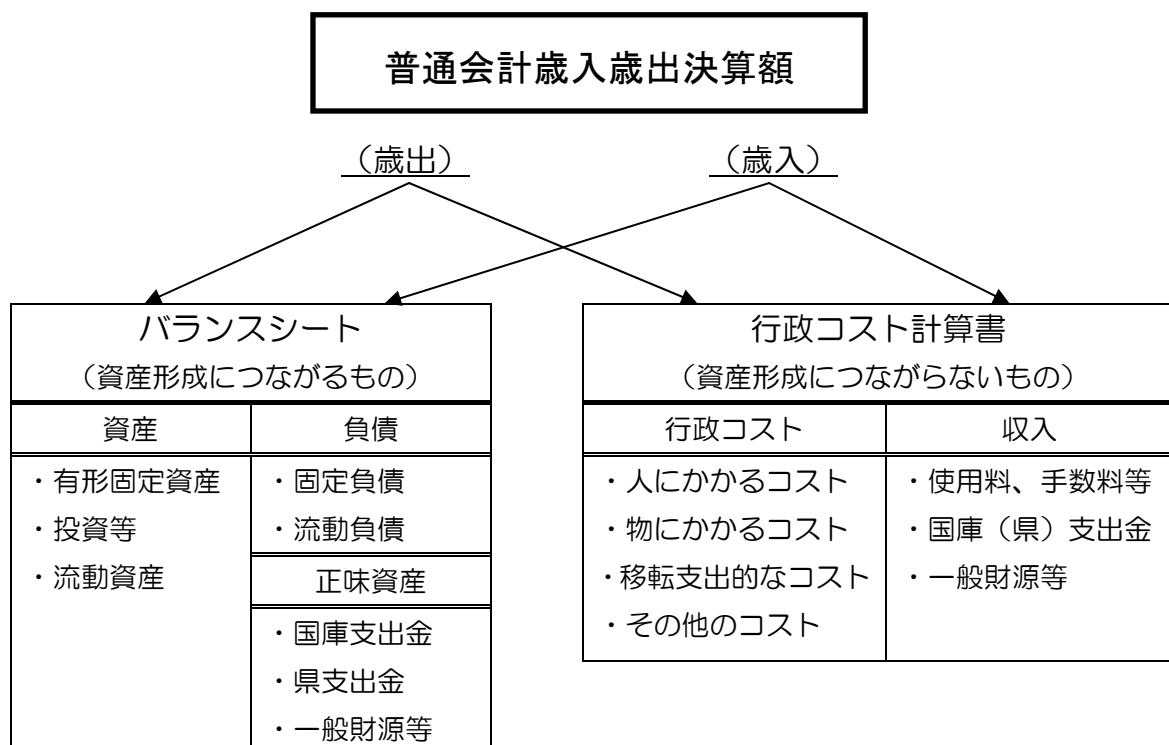 普通会計歳入歳出決算額
（歳出）
（歳入）
バランスシート
（資産形成につながるもの）
資産
負債
・有形固定資産
・投資等
・流動資産
・固定負債
・流動負債
正味資産
・国庫支出金
・県支出金
・一般財源等
行政コスト計算書
（資産形成につながらないもの）
行政コスト
収入
・人にかかるコスト
・物にかかるコスト
・移転支出的なコスト
・その他のコスト
・使用料、手数料等
・国庫（県）支出金
・一般財源等